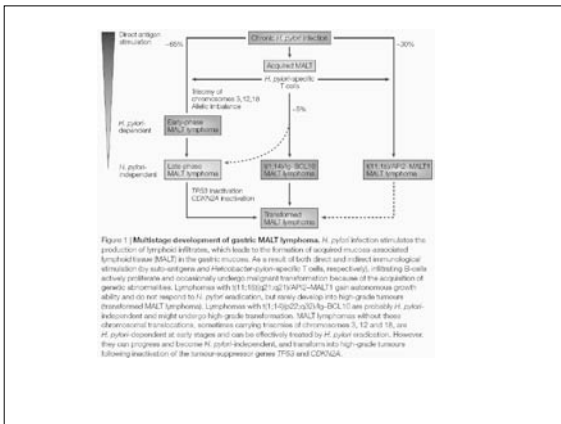 Direct antigen
stimulation
Chronic H. pylori infection
~65%
~30%
Acquired MALT
H. pylori-specific
T cells
Trisomy of
chromosomes 3,12,18
Allelic imbalance
~5%
H. pylori-
dependent
Early-phase
MALT lymphoma
H. pylori-
independent
Late phase
MALT lymphoma
t(1;14)/Ig–BCL10
MALT lymphoma
t(11;18)/API2–MALT1
MALT lymphoma
TP53 inactivation
CDKN2A inactivation
Transformed
MALT lymphoma
Figure 1 | Multistage development of gastric MALT lymphoma. H. pylori infection stimulates the
production of lymphoid infiltrates, which leads to the formation of acquired mucosa-associated
lymphoid tissue (MALT) in the gastric mucosa. As a result of both direct and indirect immunological
stimulation (by auto-antigens and Helicobacter-pylori-specific T cells, respectively), infiltrating B-cells
actively proliferate and occasionally undergo malignant transformation because of the acquisition of
genetic abnormalities. Lymphomas with t(11;18)(q21;q21)/API2–MALT1 gain autonomous growth
ability and do not respond to H. pylori eradication, but rarely develop into high-grade tumours
(transformed MALT lymphoma). Lymphomas with t(1;14)(p22;q32)/Ig–BCL10 are probably H. pylori-
independent and might undergo high-grade transformation. MALT lymphomas without these
chromosomal translocations, sometimes carrying trisomies of chromosomes 3, 12 and 18, are
H. pylori-dependent at early stages and can be effectively treated by H. pylori eradication. However,
they can progress and become H. pylori-independent, and transform into high-grade tumours
following inactivation of the tumour-suppressor genes TP53 and CDKN2A.